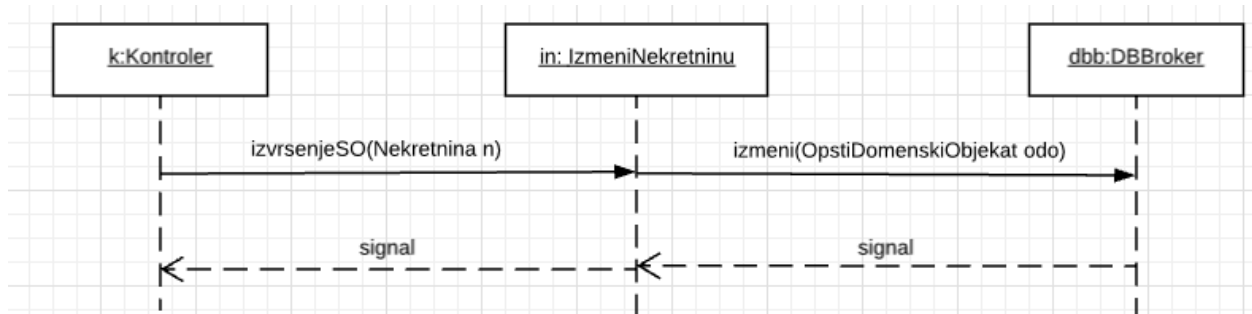 k:Kontroler
in: IzmeniNekretninu
dbb:DBBroker
izvrsenjeSO(Nekretnina n)
izmeni(OpstiDomenskiObjekat odo)
signal
signal